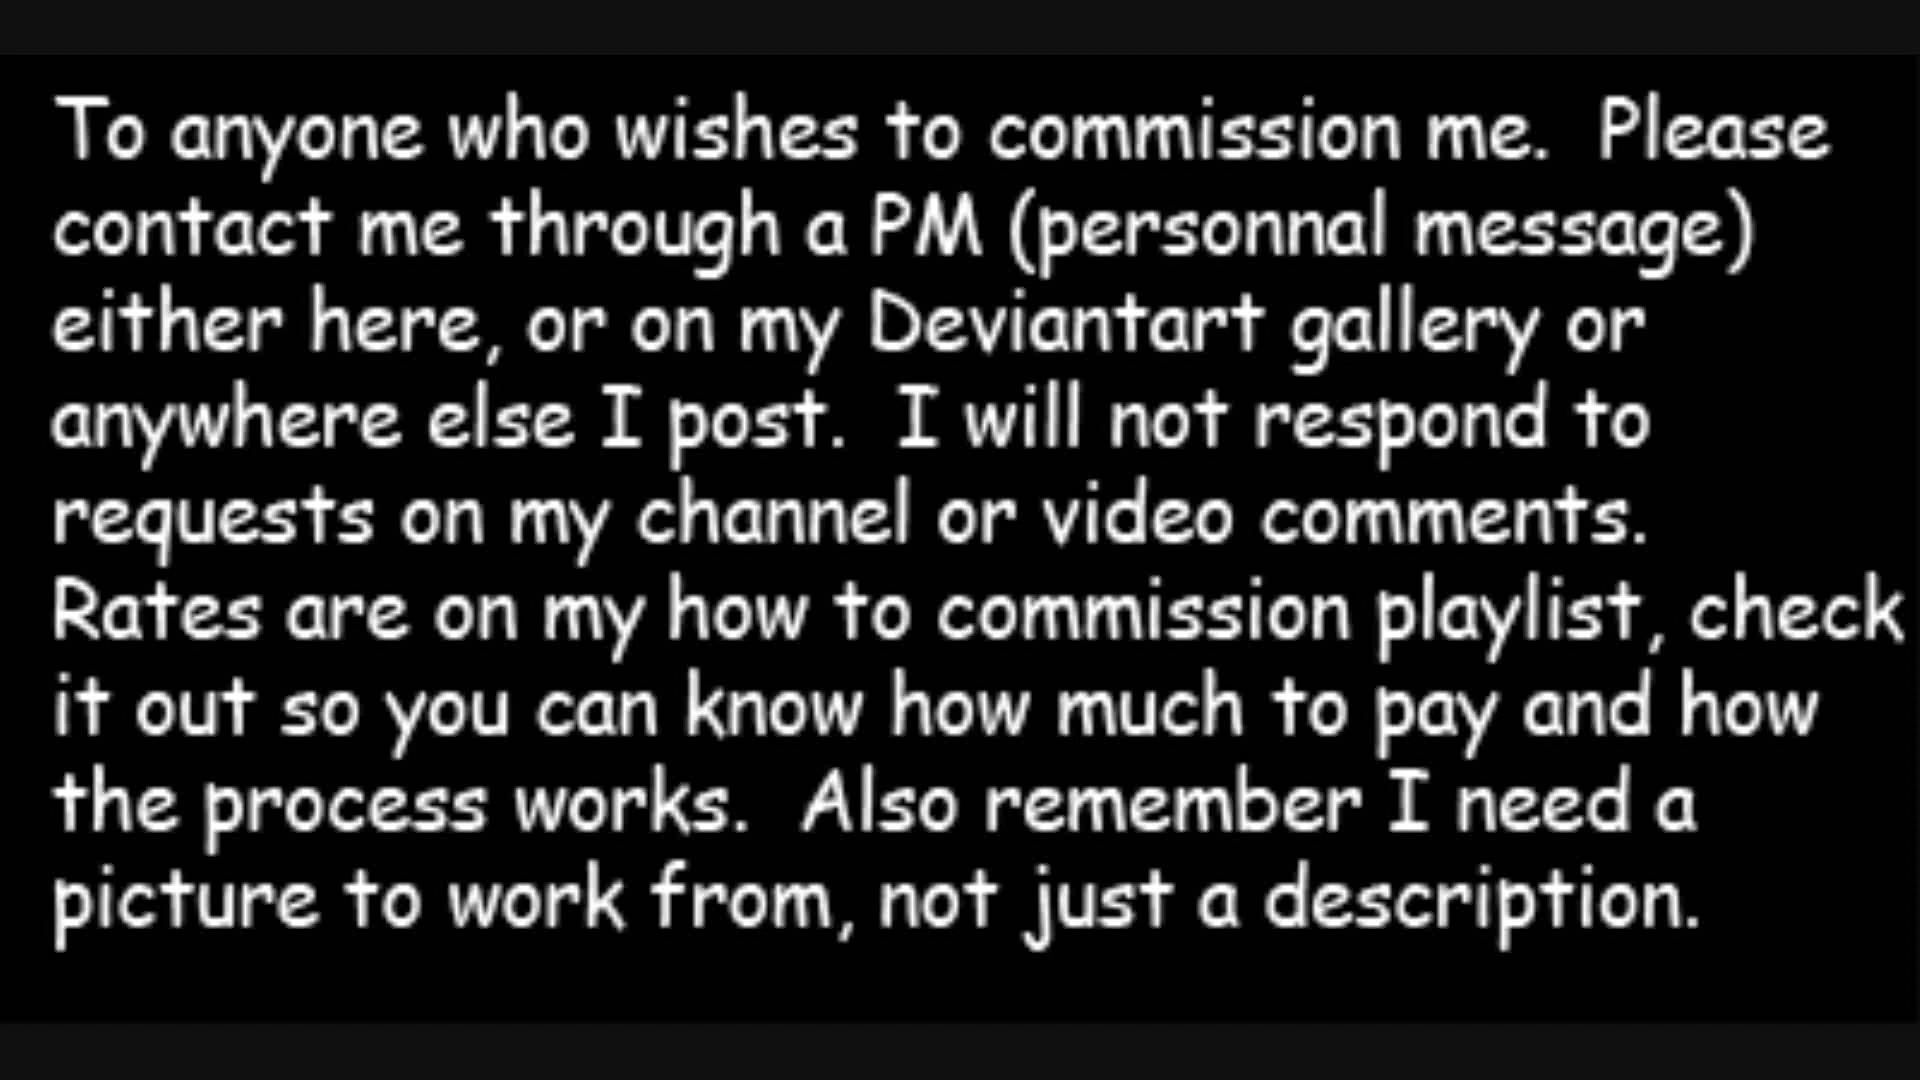 To anyone who wishes to commission me.  Please
contact me through a PM (personnal message)
either here, or on my Deviantart gallery or
anywhere else I post.  I will not respond to
requests on my channel or video comments.
Rates are on my how to commission playlist, check
it out so you can know how much to pay and how
the process works.  Also remember I need a
picture to work from, not just a description.